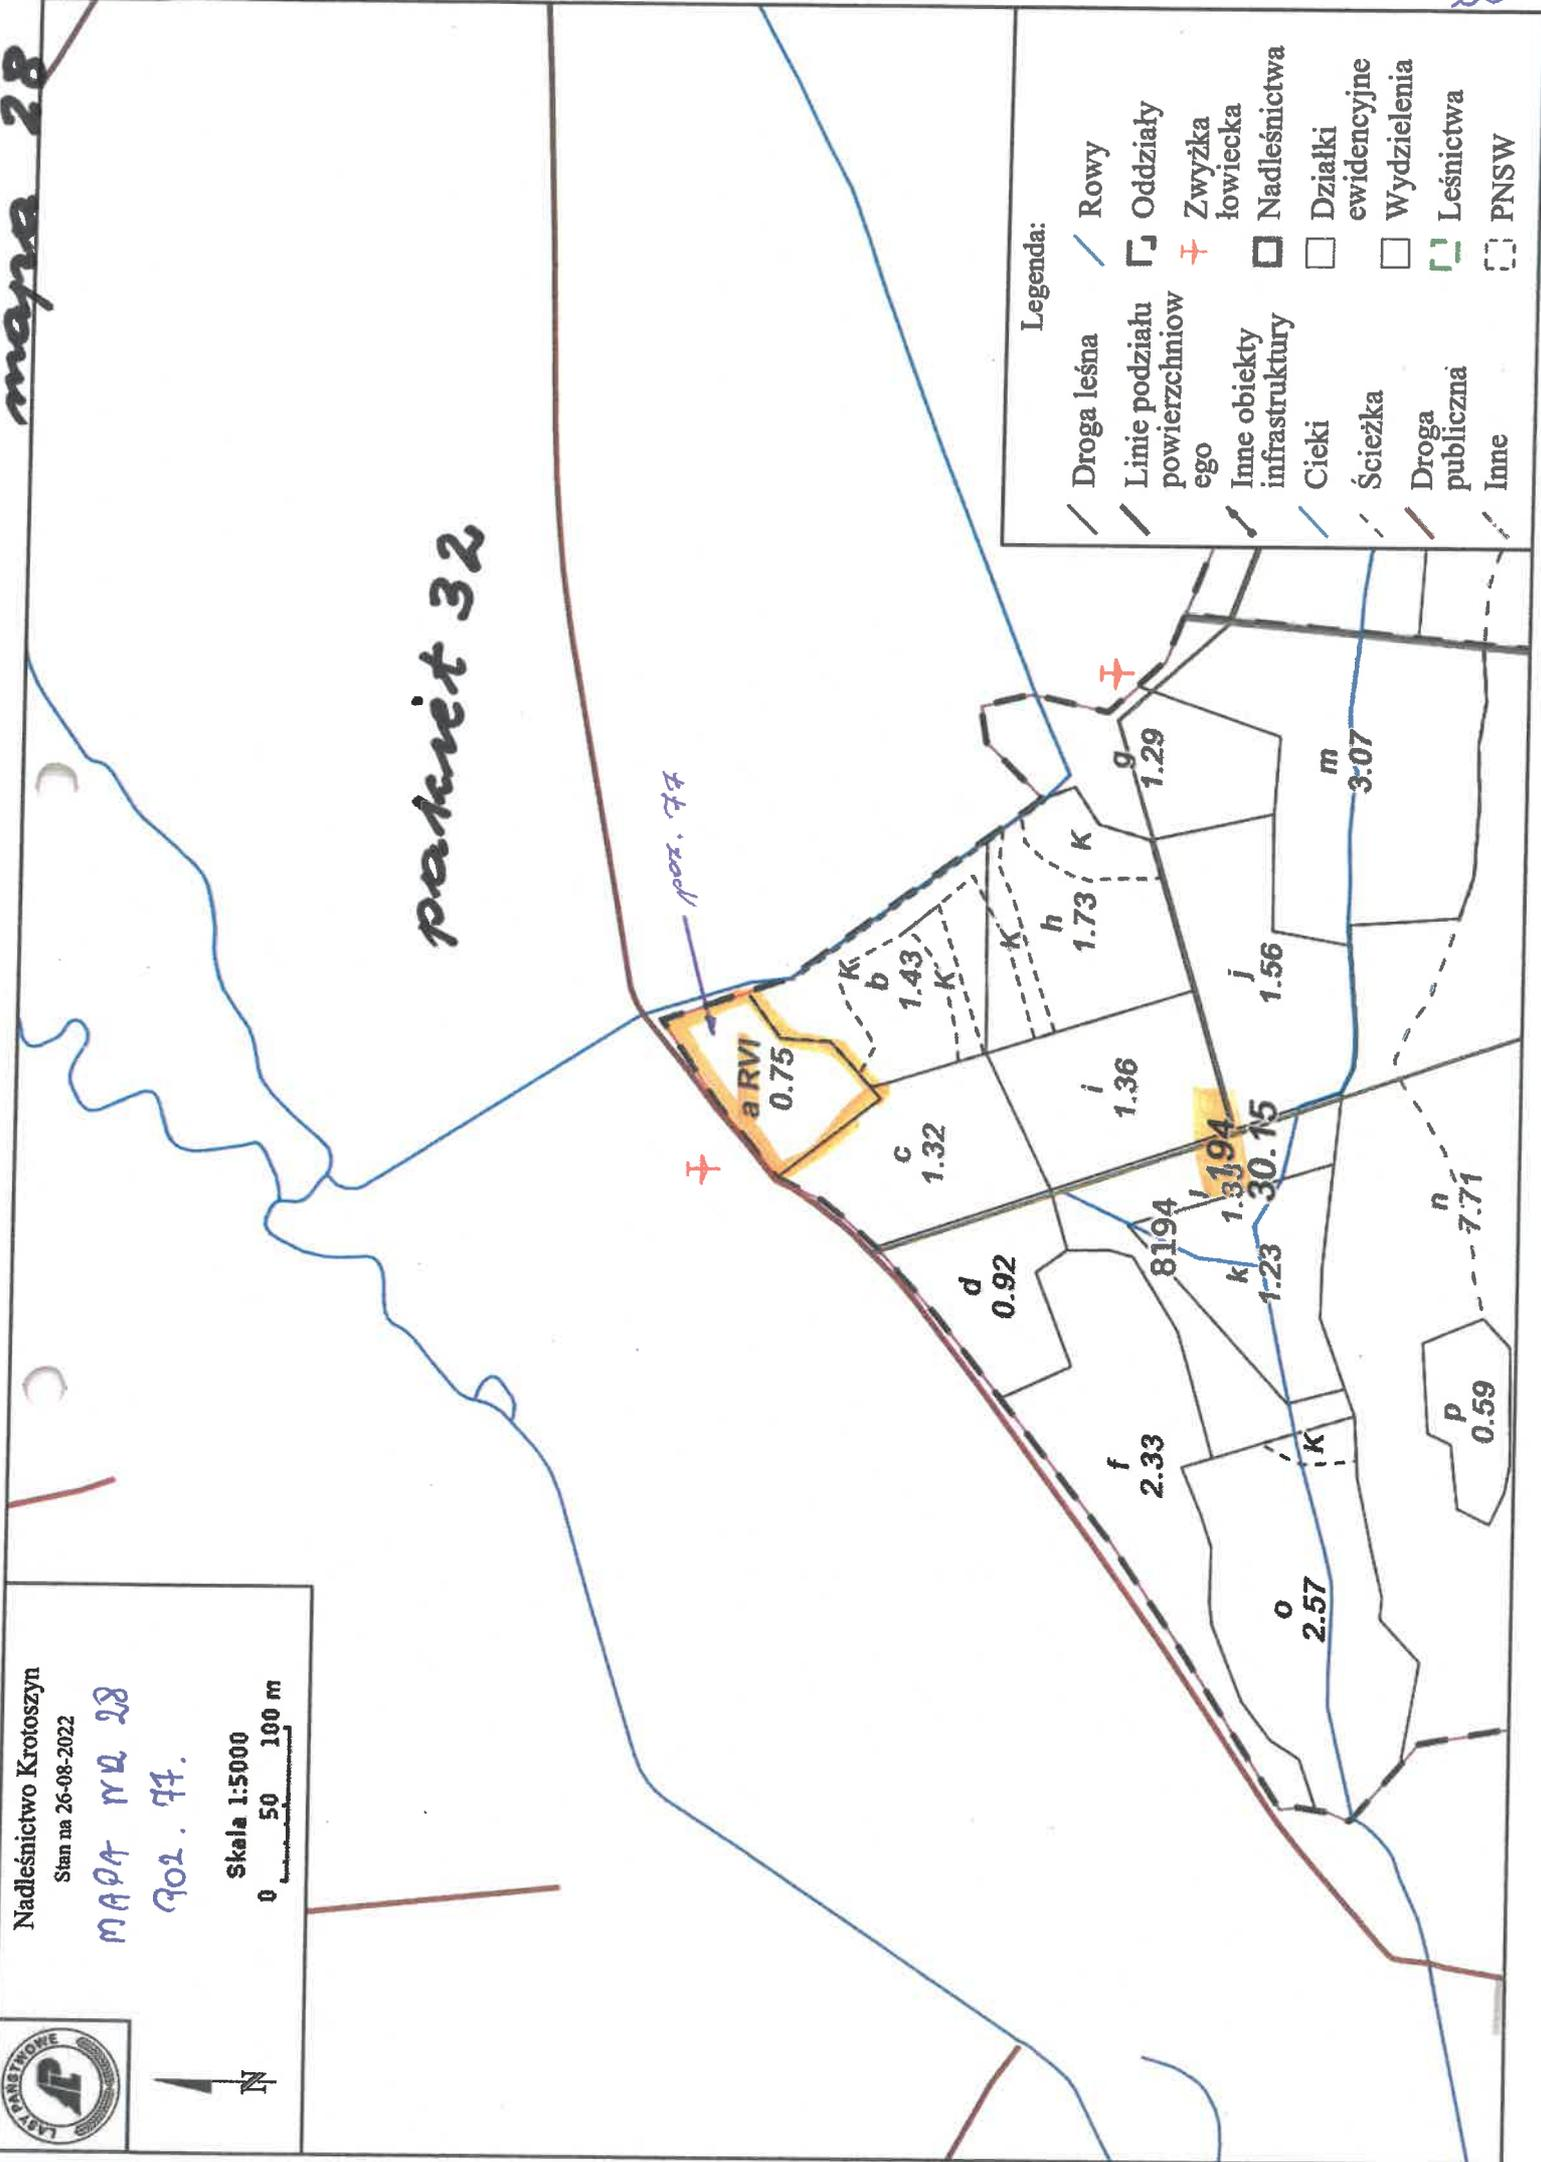 mapa 28
Nadleśnictwo Krotoszyn
Stan na 26-08-2022
MAPA NR 28
POZ. 77.
Skala 1:5000
0 50 100 m
N
LASY PAŃSTWOWE
pakiet 32
poz. 77
a RVI
0.75
b
1.43
K
K
K
K
c
1.32
d
0.92
f
2.33
g
1.29
h
1.73
i
1.36
j
1.56
8194
194
30.15
k
1.23
l
m
3.07
n
7.71
o
2.57
K
p
0.59
Legenda:
Droga leśna
Linie podziału
powierzchniow
ego
Inne obiekty
infrastruktury
Cieki
Ścieżka
Droga
publiczna
Inne
Rowy
Oddziały
Zwyżka
łowiecka
Nadleśnictwa
Działki
ewidencyjne
Wydzielenia
Leśnictwa
PNSW